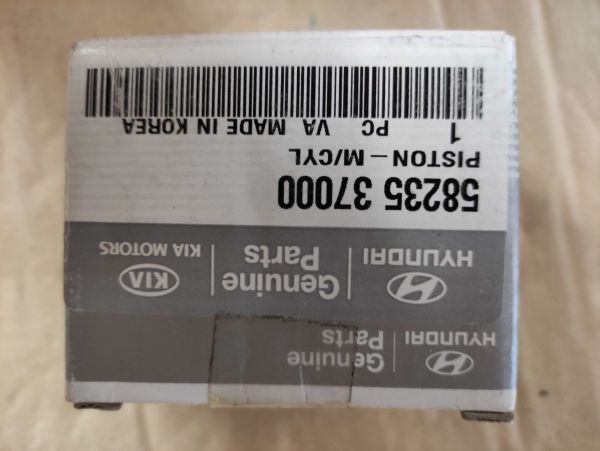 HYUNDAI Genuine Parts
HYUNDAI Genuine Parts KIA KIA MOTORS
58235 37000
PISTON - M/CYL
1 PC VA MADE IN KOREA